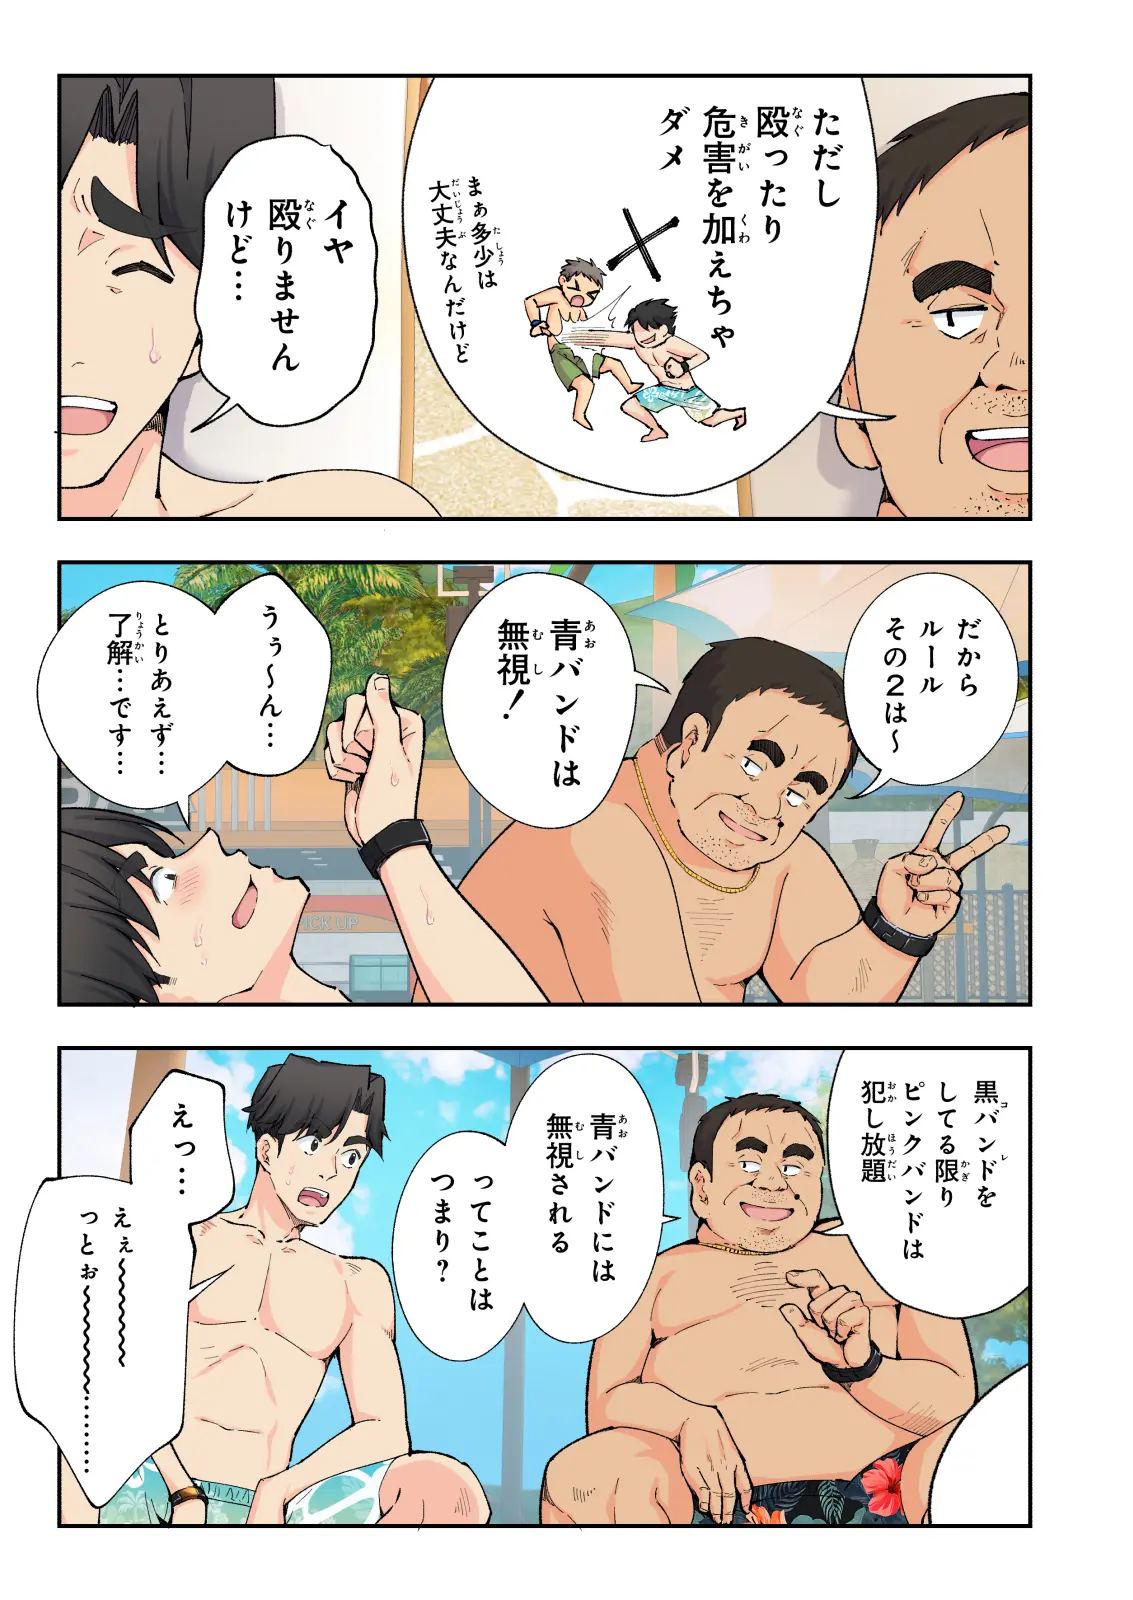 ただし
殴ったり
危害を加えちゃ
ダメ
まぁ多少は
大丈夫なんだけど
イヤ
殴りません
けど…
だから
ルール
その2は～
青バンドは
無視！
うぅ～ん…
とりあえず…
了解…です…
PICK UP
黒バンドを
してる限り
ピンクバンドは
犯し放題
青バンドには
無視される
ってことは
つまり？
えっ…
えぇ～～～～～
っとぉ～～～～～…………